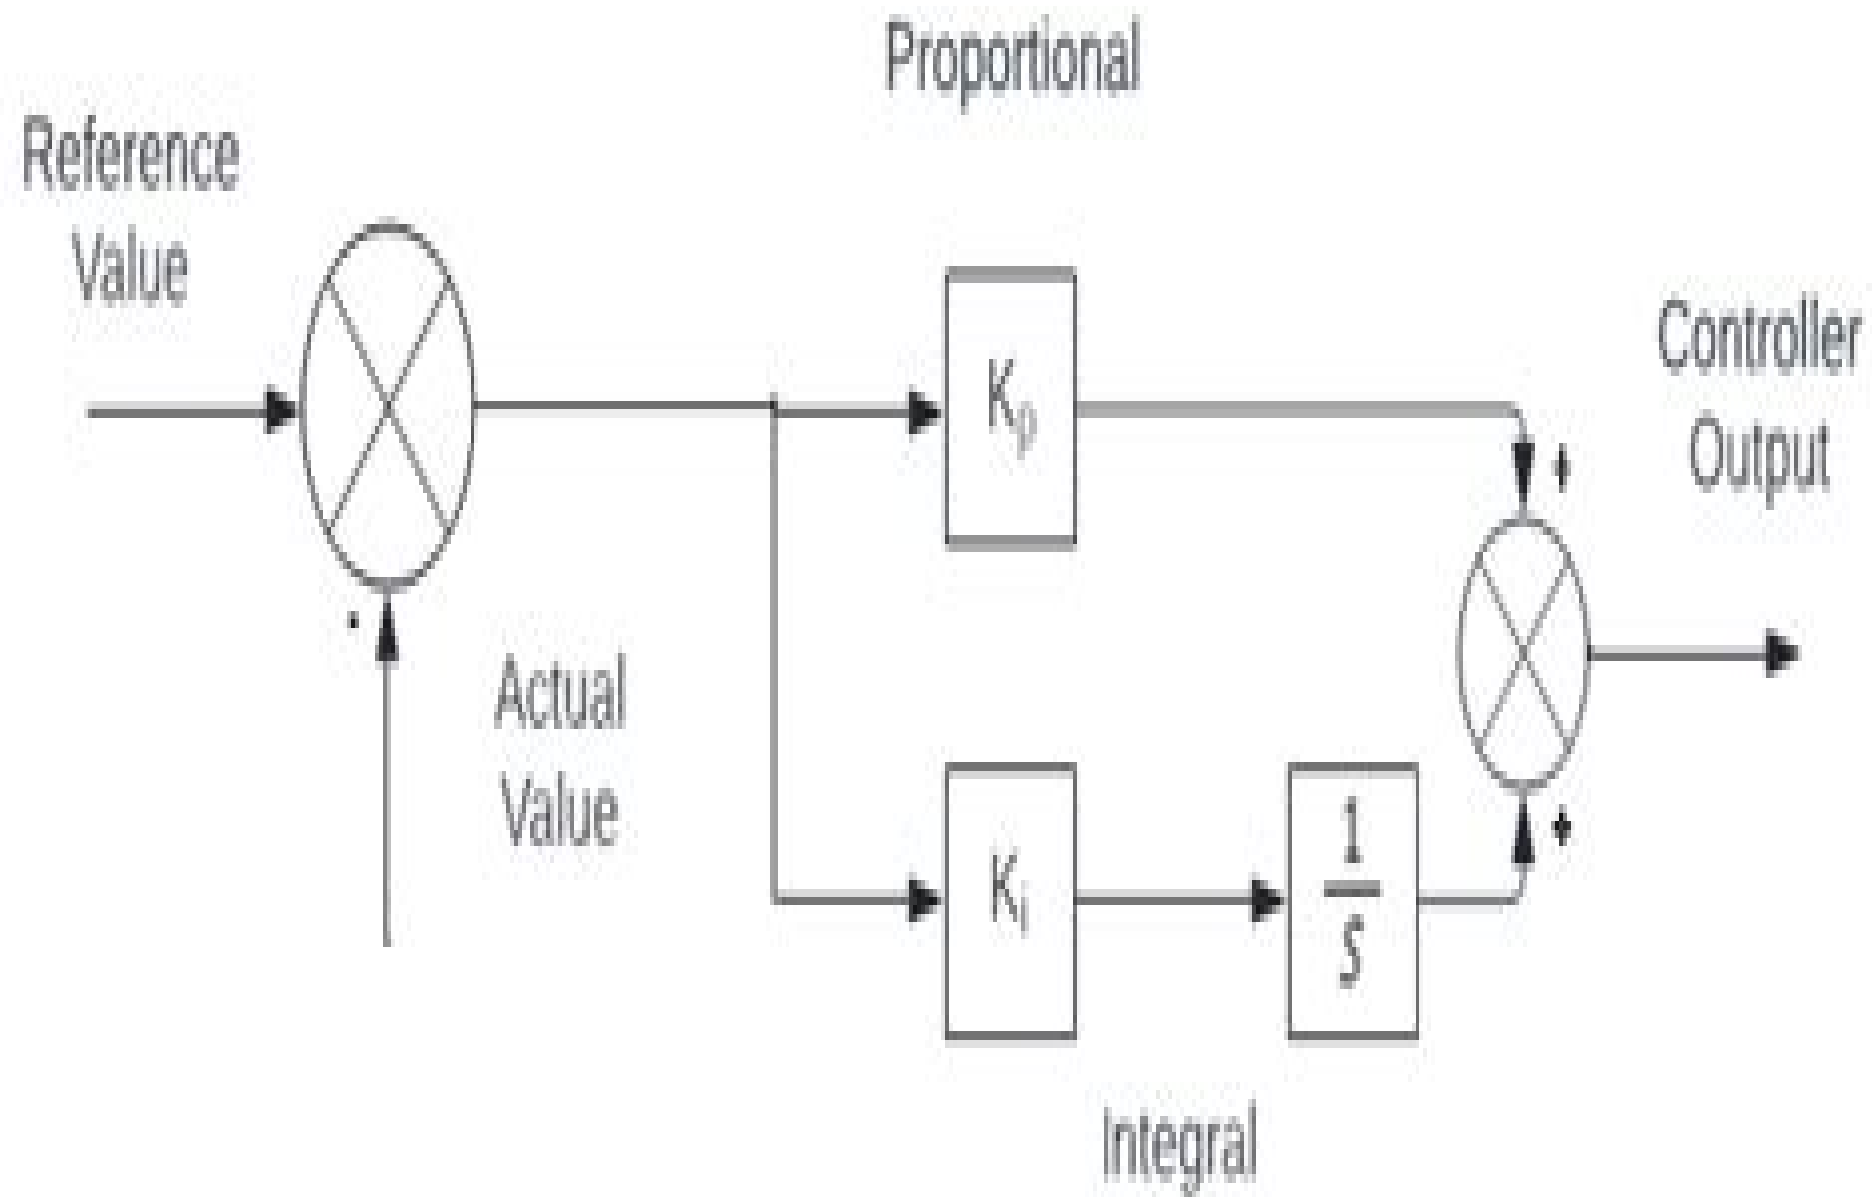 Proportional
Reference
Value
Kp
Controller
Output
+
-
Actual
Value
Ki
1
s
+
Integral